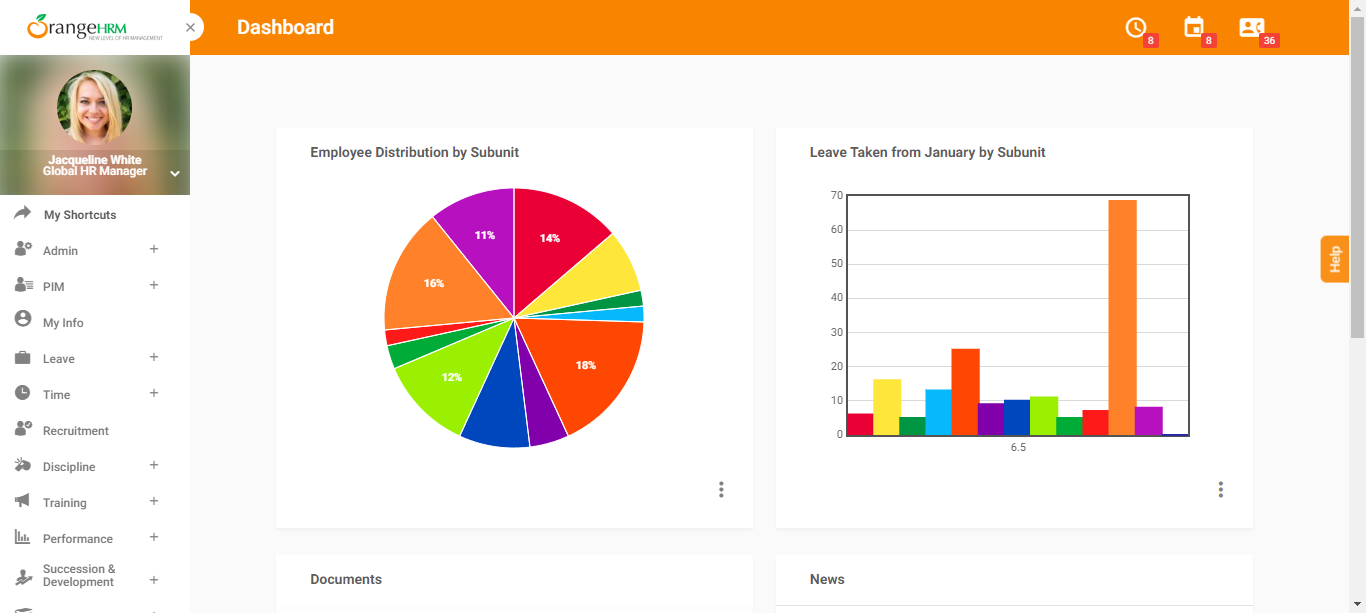 OrangeHRM
NEW LEVEL OF HR MANAGEMENT
Dashboard
8
8
36
Jacqueline White
Global HR Manager
My Shortcuts
Admin
PIM
My Info
Leave
Time
Recruitment
Discipline
Training
Performance
Succession &
Development
Employee Distribution by Subunit
11%
14%
16%
12%
18%
Leave Taken from January by Subunit
70
60
50
40
30
20
10
0
6.5
Help
Documents
News